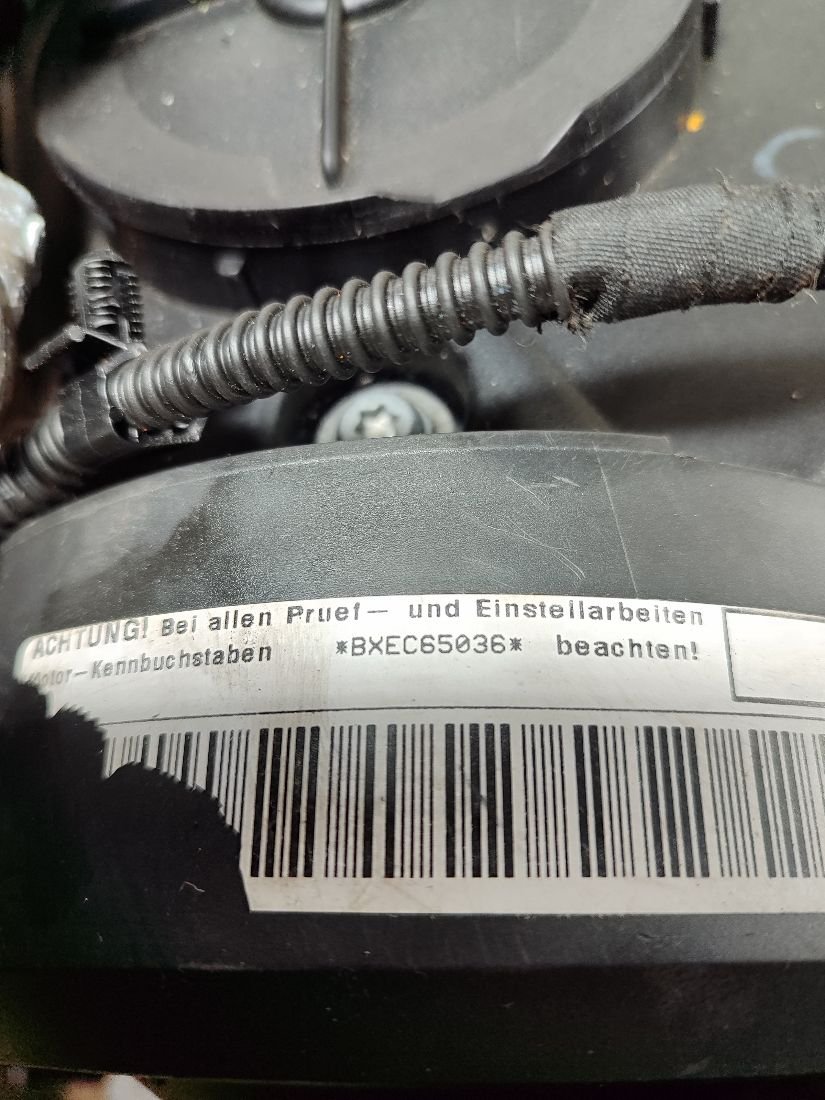 ACHTUNG! Bei allen Pruef- und Einstellarbeiten
Motor-Kennbuchstaben *BXEC65036* beachten!